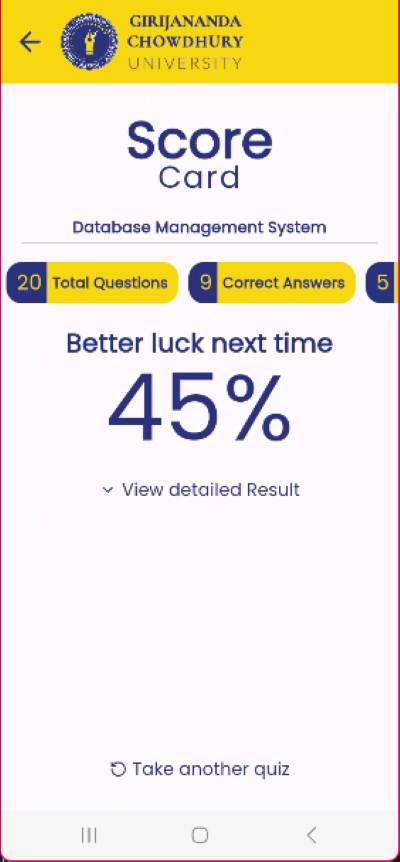 GIRIJANANDA
CHOWDHURY
UNIVERSITY
Score
Card
Database Management System
20 Total Questions 9 Correct Answers 5
Better luck next time
45%
View detailed Result
Take another quiz